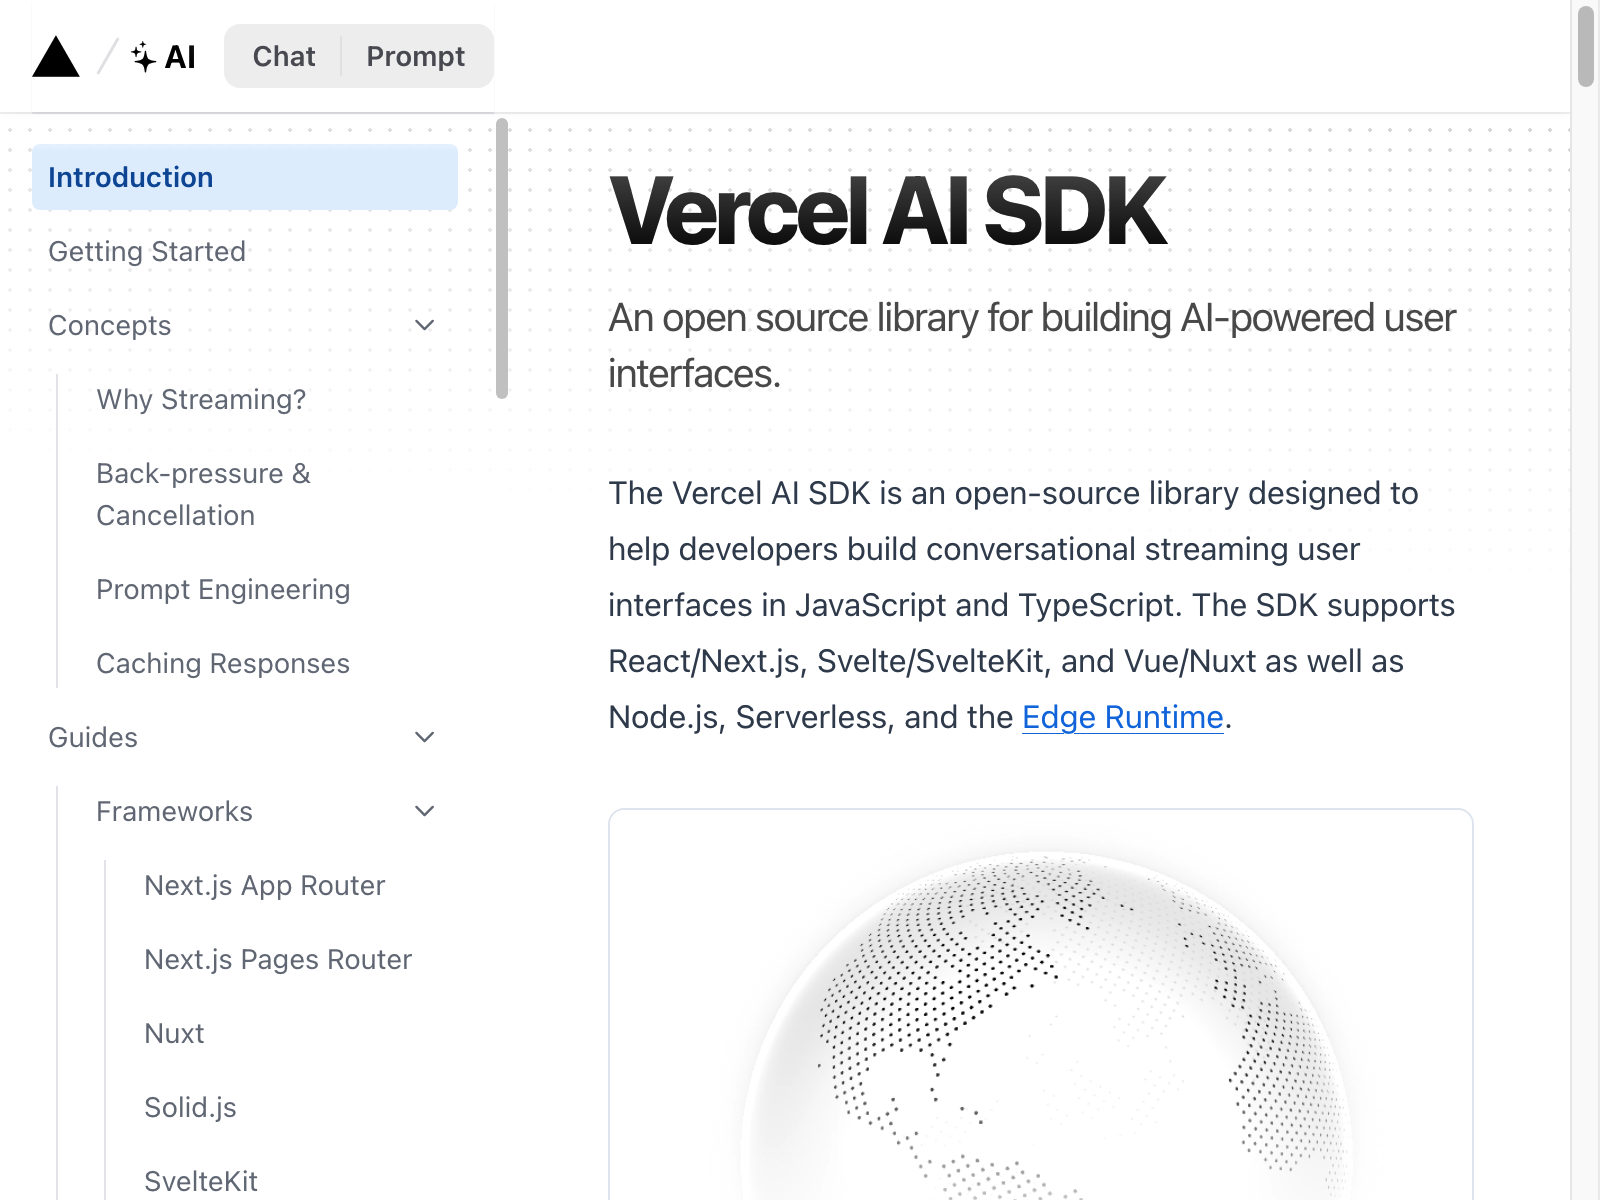 AI
Chat
Prompt
Introduction
Getting Started
Concepts
Why Streaming?
Back-pressure &
Cancellation
Prompt Engineering
Caching Responses
Guides
Frameworks
Next.js App Router
Next.js Pages Router
Nuxt
Solid.js
SvelteKit
Vercel AI SDK
An open source library for building AI-powered user
interfaces.
The Vercel AI SDK is an open-source library designed to
help developers build conversational streaming user
interfaces in JavaScript and TypeScript. The SDK supports
React/Next.js, Svelte/SvelteKit, and Vue/Nuxt as well as
Node.js, Serverless, and the Edge Runtime.